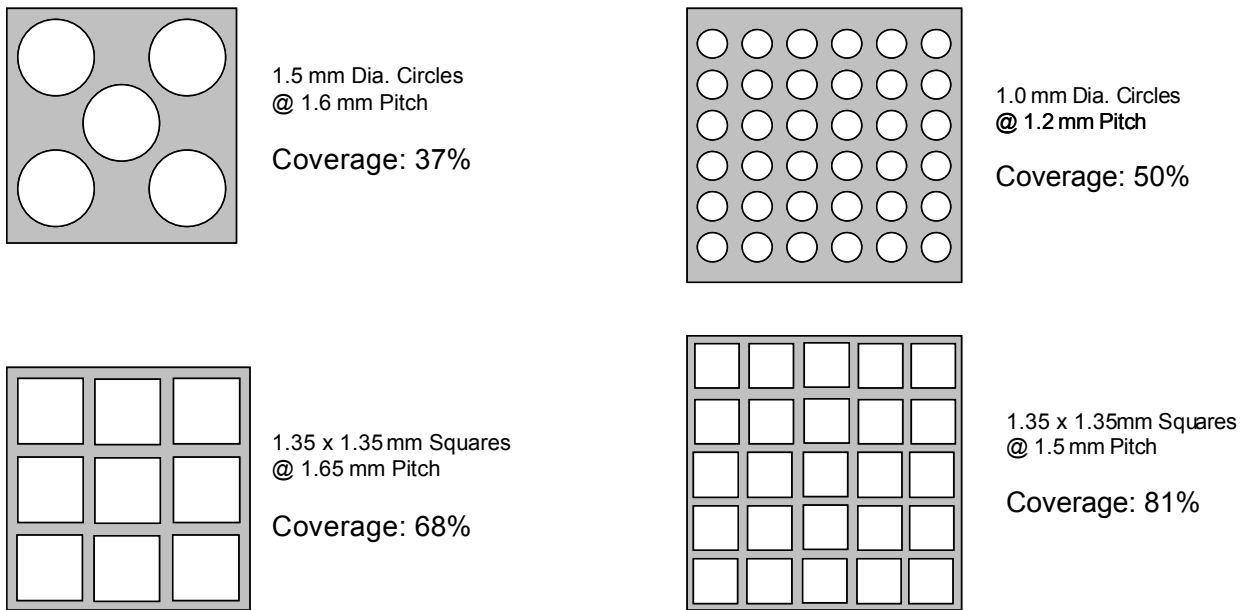 1.5 mm Dia. Circles
@ 1.6 mm Pitch
Coverage: 37%
1.0 mm Dia. Circles
@ 1.2 mm Pitch
Coverage: 50%
1.35 x 1.35 mm Squares
@ 1.65 mm Pitch
Coverage: 68%
1.35 x 1.35mm Squares
@ 1.5 mm Pitch
Coverage: 81%